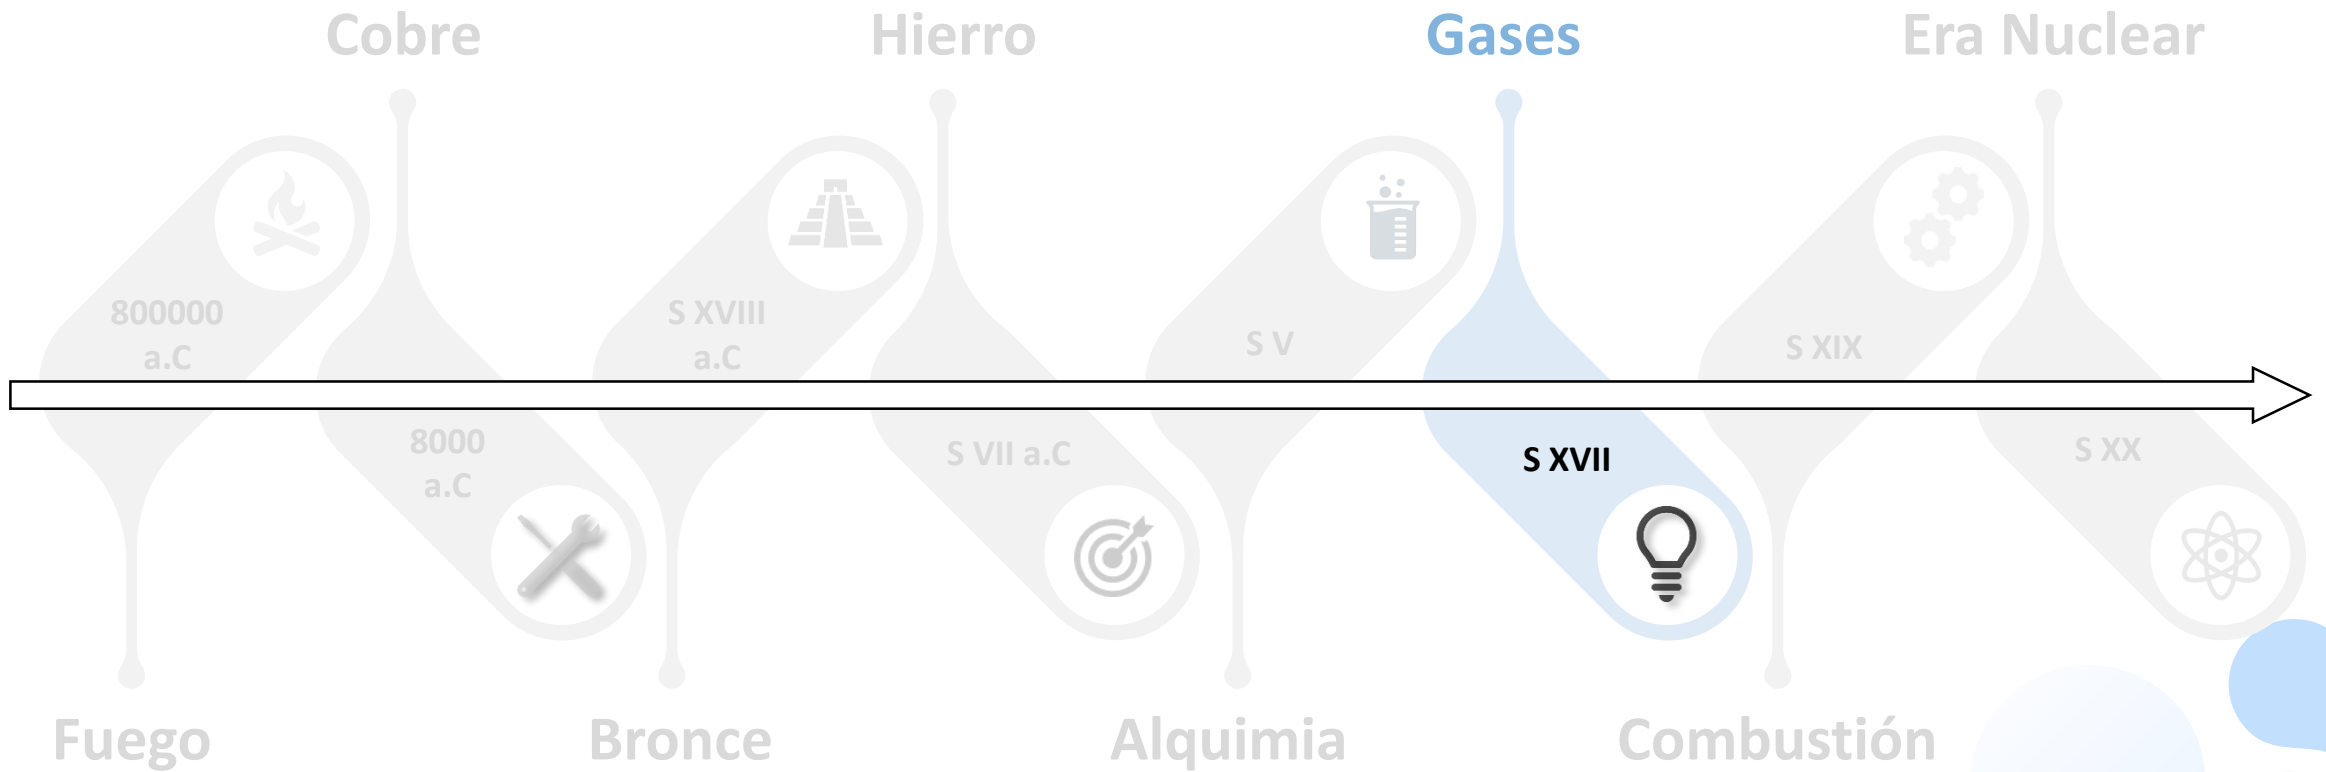 Cobre
Hierro
Gases
Era Nuclear
800000
a.C
S XVIII
a.C
S V
S XIX
8000
a.C
S VII a.C
S XVII
S XX
Fuego
Bronce
Alquimia
Combustión